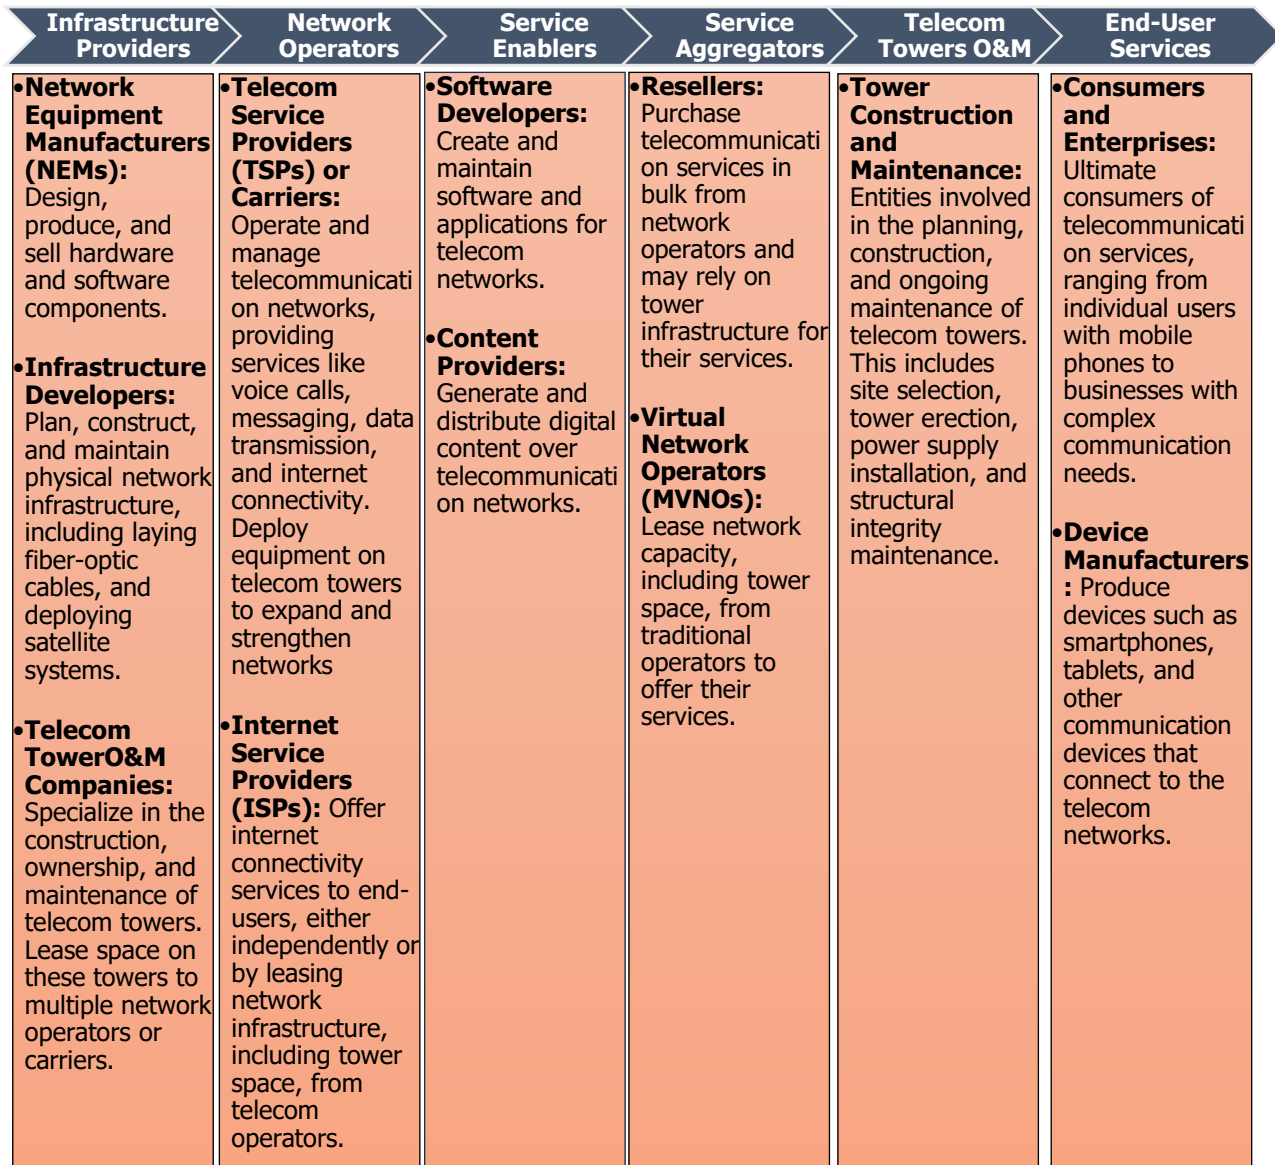 Infrastructure
Providers
Network
Operators
Service
Enablers
Service
Aggregators
Telecom
Towers O&M
End-User
Services
•Network
Equipment
Manufacturers
(NEMs):
Design,
produce, and
sell hardware
and software
components.
•Infrastructure
Developers:
Plan, construct,
and maintain
physical network
infrastructure,
including laying
fiber-optic
cables, and
deploying
satellite
systems.
•Telecom
TowerO&M
Companies:
Specialize in the
construction,
ownership, and
maintenance of
telecom towers.
Lease space on
these towers to
multiple network
operators or
carriers.
•Telecom
Service
Providers
(TSPs) or
Carriers:
Operate and
manage
telecommunicati
on networks,
providing
services like
voice calls,
messaging, data
transmission,
and internet
connectivity.
Deploy
equipment on
telecom towers
to expand and
strengthen
networks
•Internet
Service
Providers
(ISPs): Offer
internet
connectivity
services to end-
users, either
independently or
by leasing
network
infrastructure,
including tower
space, from
telecom
operators.
•Software
Developers:
Create and
maintain
software and
applications for
telecom
networks.
•Content
Providers:
Generate and
distribute digital
content over
telecommunicati
on networks.
•Resellers:
Purchase
telecommunicati
on services in
bulk from
network
operators and
may rely on
tower
infrastructure for
their services.
•Virtual
Network
Operators
(MVNOs):
Lease network
capacity,
including tower
space, from
traditional
operators to
offer their
services.
•Tower
Construction
and
Maintenance:
Entities involved
in the planning,
construction,
and ongoing
maintenance of
telecom towers.
This includes
site selection,
tower erection,
power supply
installation, and
structural
integrity
maintenance.
•Consumers
and
Enterprises:
Ultimate
consumers of
telecommunicati
on services,
ranging from
individual users
with mobile
phones to
businesses with
complex
communication
needs.
•Device
Manufacturers
: Produce
devices such as
smartphones,
tablets, and
other
communication
devices that
connect to the
telecom
networks.